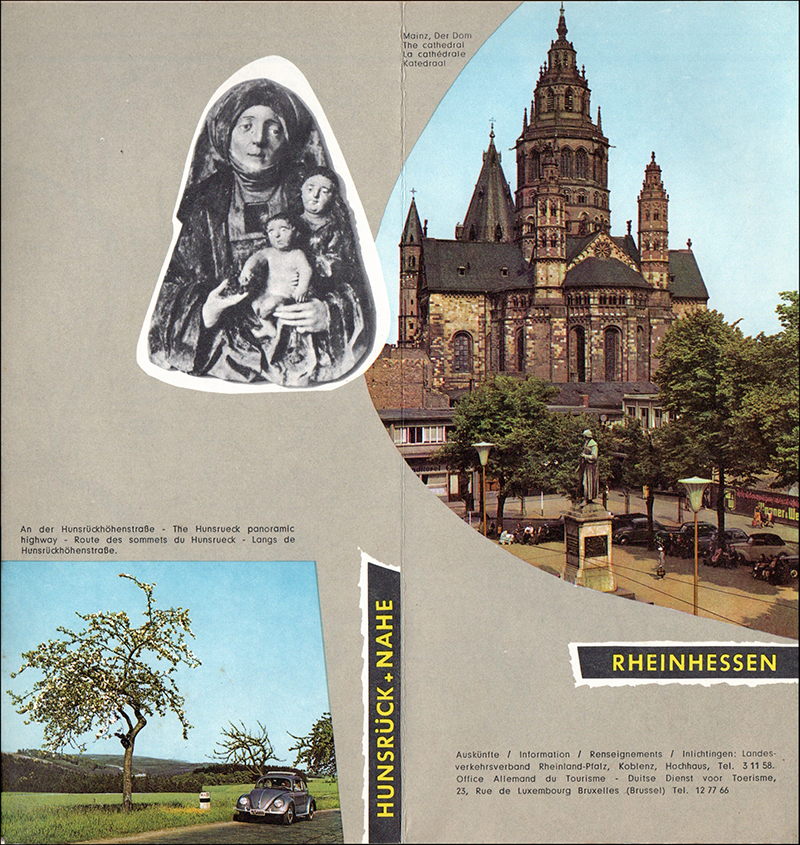 Mainz, Der Dom
The cathedral
La cathédrale
Katedraal
An der Hunsrückhöhenstraße - The Hunsrueck panoramic
highway - Route des sommets du Hunsrueck - Langs de
Hunsrückhöhenstraße.
HUNSRÜCK + NAHE
RHEINHESSEN
Auskünfte / Information / Renseignements / Inlichtingen: Landes-
verkehrsverband Rheinland-Pfalz, Koblenz, Hochhaus, Tel. 3 11 58.
Office Allemand du Tourisme - Duitse Dienst voor Toerisme,
23, Rue de Luxembourg Bruxelles (Brussel) Tel. 12 77 66